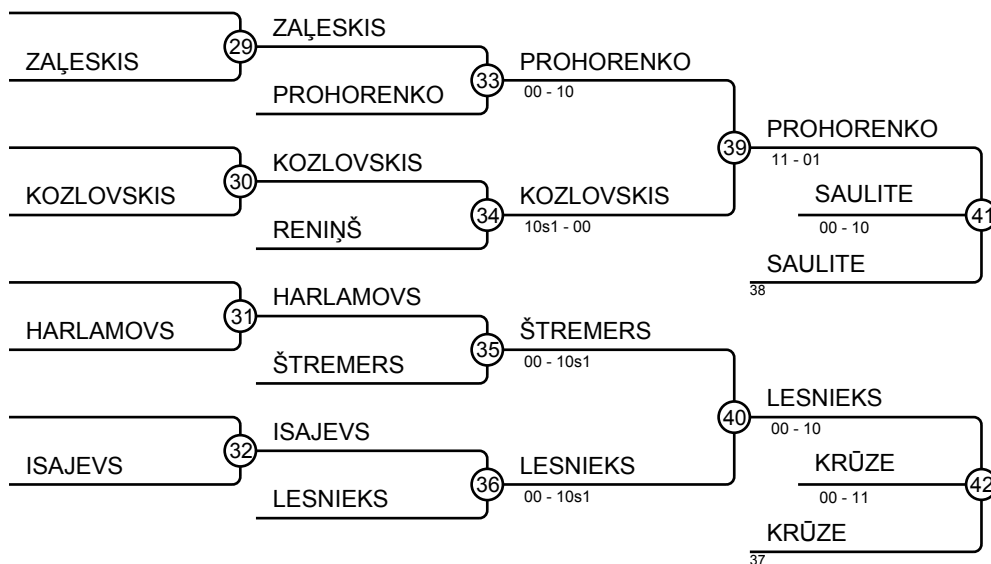 ZAĻESKIS
29
ZAĻESKIS
PROHORENKO
33
PROHORENKO
00 - 10
KOZLOVSKIS
30
KOZLOVSKIS
RENIŅŠ
34
KOZLOVSKIS
10s1 - 00
39
PROHORENKO
11 - 01
SAULITE
00 - 10
41
SAULITE
38
HARLAMOVS
31
HARLAMOVS
ŠTREMERS
35
ŠTREMERS
00 - 10s1
ISAJEVS
32
ISAJEVS
LESNIEKS
36
LESNIEKS
00 - 10s1
40
LESNIEKS
00 - 10
KRŪZE
00 - 11
42
KRŪZE
37